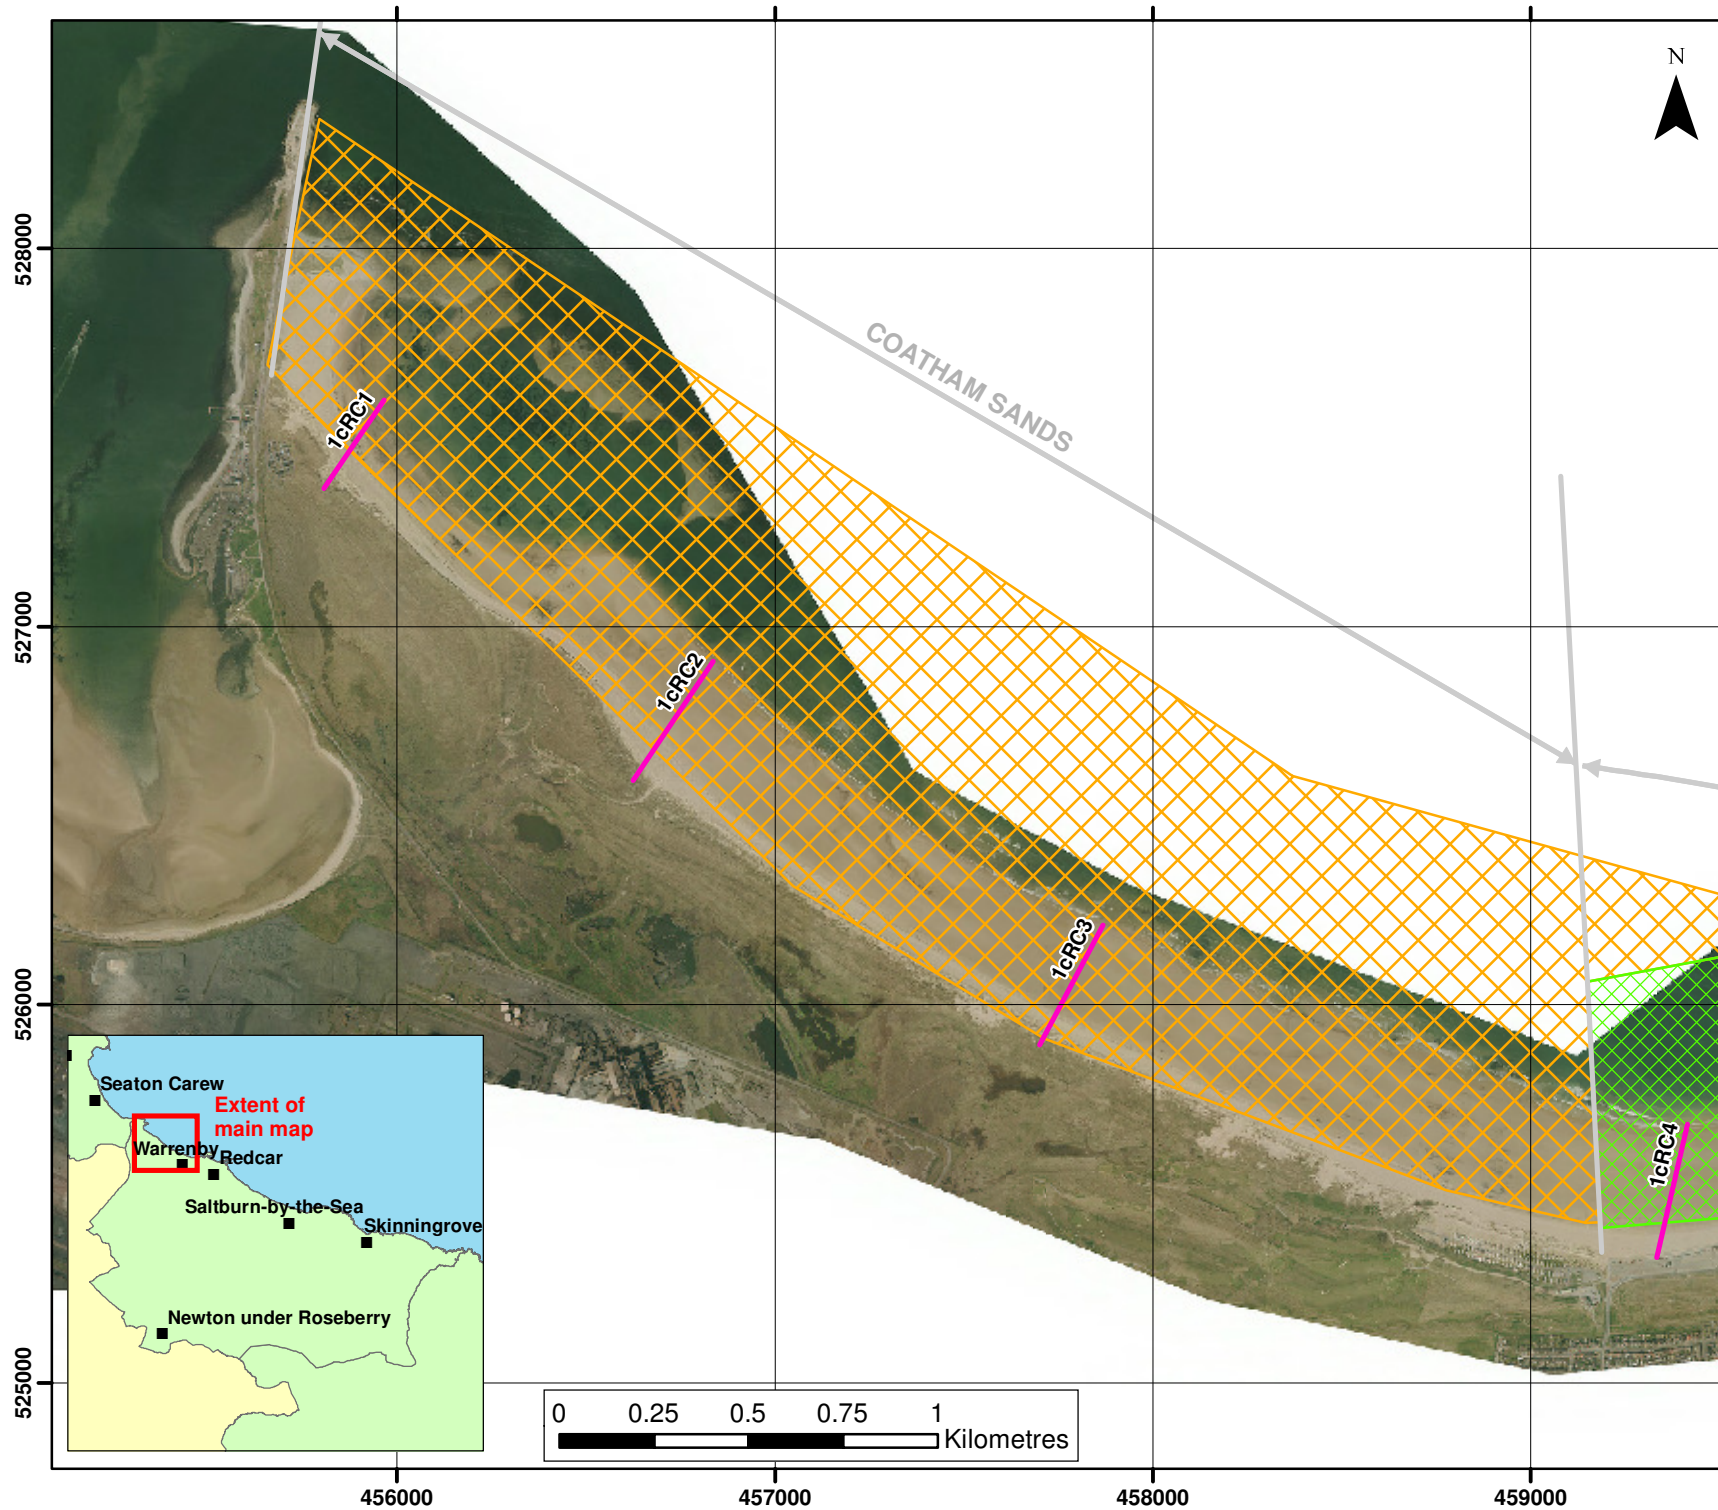 N
528000
527000
526000
525000
COATHAM SANDS
1cRC1
1cRC2
1cRC3
1cRC4
Seaton Carew
Extent of
main map
Warrenby
Redcar
Saltburn-by-the-Sea
Skinningrove
Newton under Roseberry
0 0.25 0.5 0.75 1
Kilometres
456000 457000 458000 459000